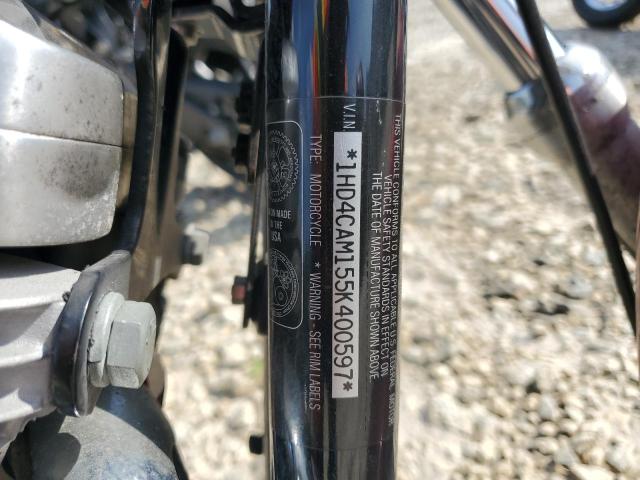 THIS VEHICLE CONFORMS TO ALL APPLICABLE U.S. FEDERAL MOTOR
VEHICLE SAFETY STANDARDS IN EFFECT ON
THE DATE OF MANUFACTURE SHOWN ABOVE
V.I.N.
*1HD4CAM155K400597*
TYPE: MOTORCYCLE * WARNING - SEE RIM LABELS
MADE
IN THE
USA